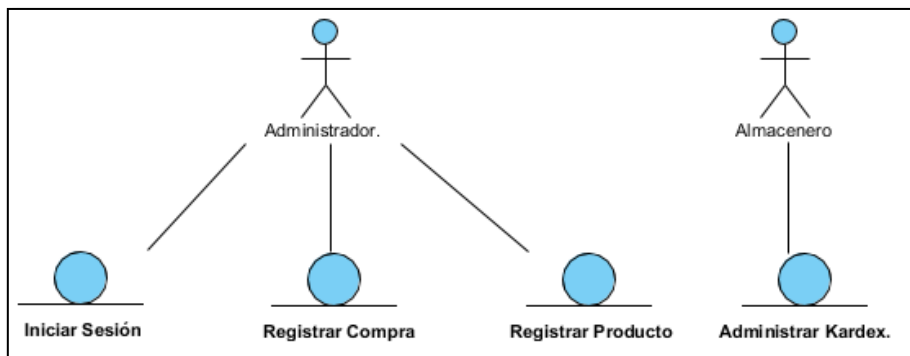 Administrador.
Almacenero
Iniciar Sesión
Registrar Compra
Registrar Producto
Administrar Kardex.